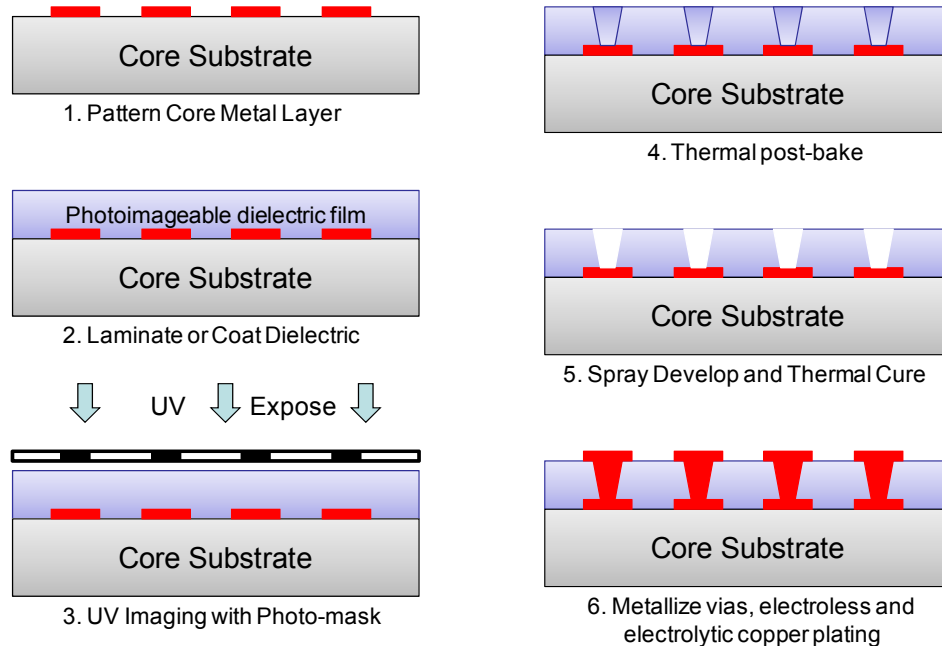 Core Substrate
1. Pattern Core Metal Layer
Photoimageable dielectric film
Core Substrate
2. Laminate or Coat Dielectric
UV Expose
Core Substrate
3. UV Imaging with Photo-mask
Core Substrate
4. Thermal post-bake
Core Substrate
5. Spray Develop and Thermal Cure
Core Substrate
6. Metallize vias, electroless and
electrolytic copper plating